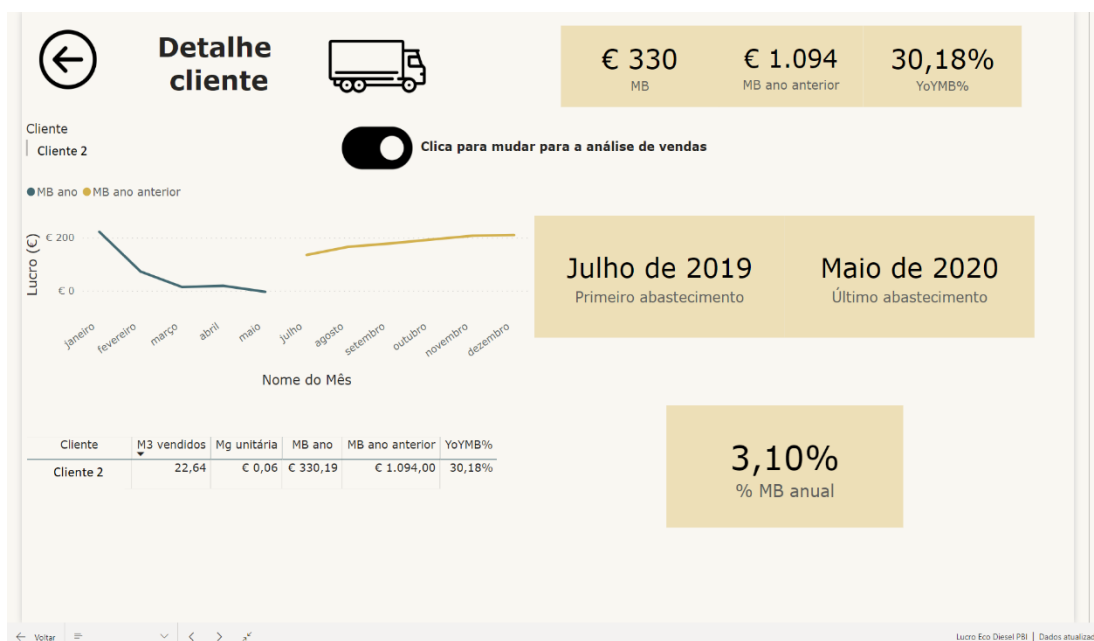 Detalhe
cliente
€ 330
MB
€ 1.094
MB ano anterior
30,18%
YoYMB%
Cliente
Cliente 2
Clica para mudar para a análise de vendas
MB ano MB ano anterior
Lucro (€)
€ 200
€ 0
janeiro
fevereiro
março
abril
maio
julho
agosto
setembro
outubro
novembro
dezembro
Nome do Mês
Julho de 2019
Primeiro abastecimento
Maio de 2020
Último abastecimento
Cliente M3 vendidos Mg unitária MB ano MB ano anterior YoYMB%
Cliente 2 22,64 € 0,06 € 330,19 € 1.094,00 30,18%
3,10%
% MB anual
Voltar
Lucro Eco Diesel PBI | Dados atualizad